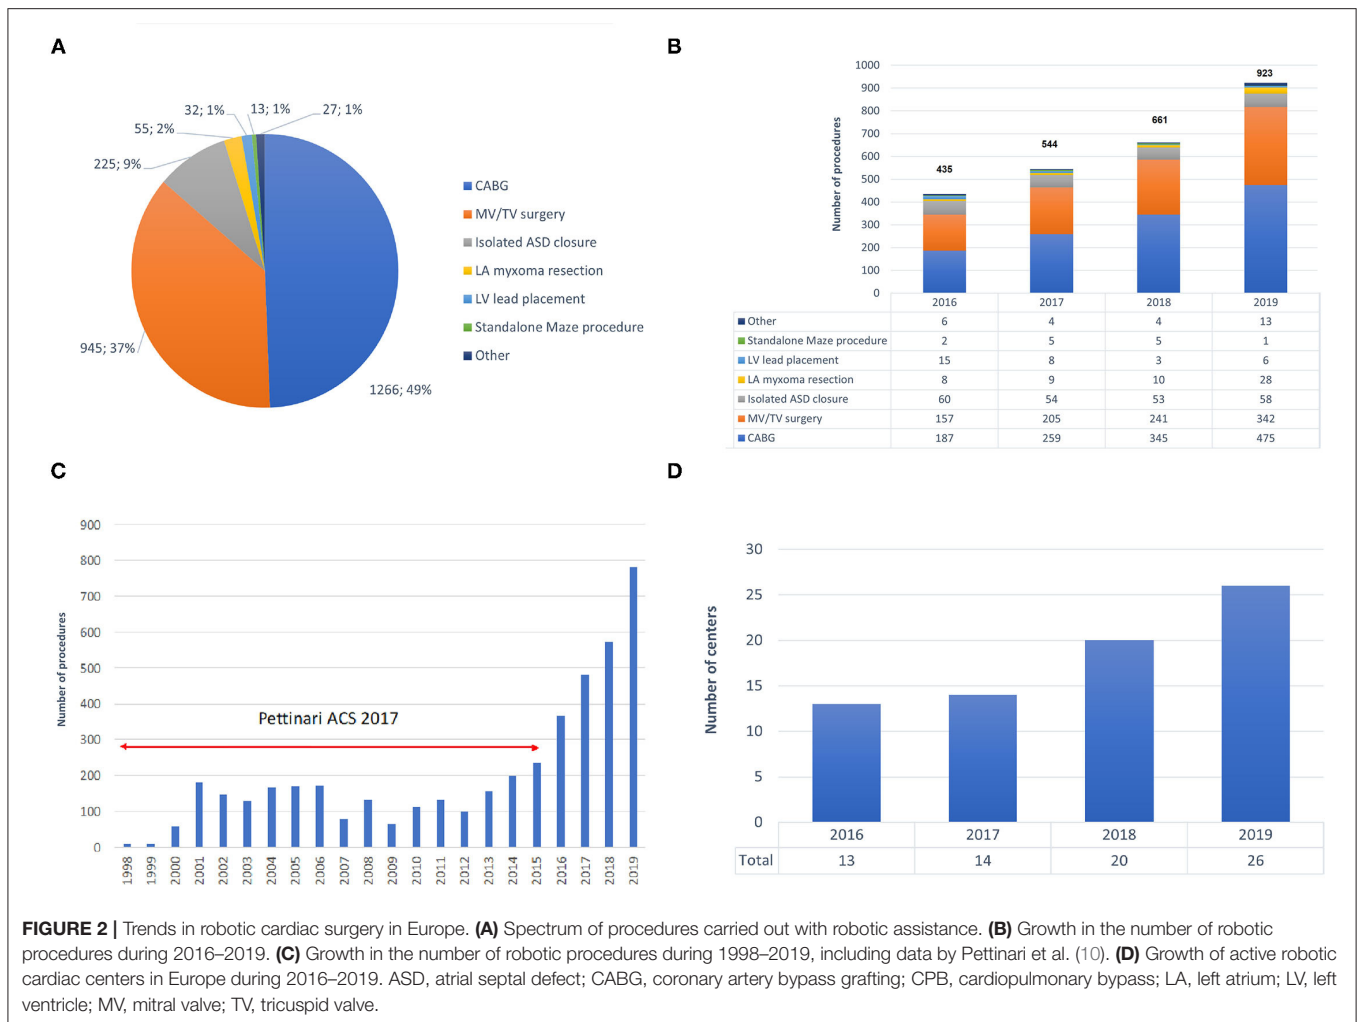 A
32; 1%
13; 1%
27; 1%
55; 2%
225; 9%
945; 37%
1266; 49%
CABG
MV/TV surgery
Isolated ASD closure
LA myxoma resection
LV lead placement
Standalone Maze procedure
Other
B
Number of procedures
1000
900
800
700
600
500
400
300
200
100
0
435
544
661
923
2016 2017 2018 2019
Other 6 4 4 13
Standalone Maze procedure 2 5 5 1
LV lead placement 15 8 3 6
LA myxoma resection 8 9 10 28
Isolated ASD closure 60 54 53 58
MV/TV surgery 157 205 241 342
CABG 187 259 345 475
C
Number of procedures
900
800
700
600
500
400
300
200
100
0
Pettinari ACS 2017
1998 1999 2000 2001 2002 2003 2004 2005 2006 2007 2008 2009 2010 2011 2012 2013 2014 2015 2016 2017 2018 2019
D
Number of centers
30
25
20
15
10
5
0
2016 2017 2018 2019
Total 13 14 20 26
FIGURE 2 | Trends in robotic cardiac surgery in Europe. (A) Spectrum of procedures carried out with robotic assistance. (B) Growth in the number of robotic
procedures during 2016–2019. (C) Growth in the number of robotic procedures during 1998–2019, including data by Pettinari et al. (10). (D) Growth of active robotic
cardiac centers in Europe during 2016–2019. ASD, atrial septal defect; CABG, coronary artery bypass grafting; CPB, cardiopulmonary bypass; LA, left atrium; LV, left
ventricle; MV, mitral valve; TV, tricuspid valve.